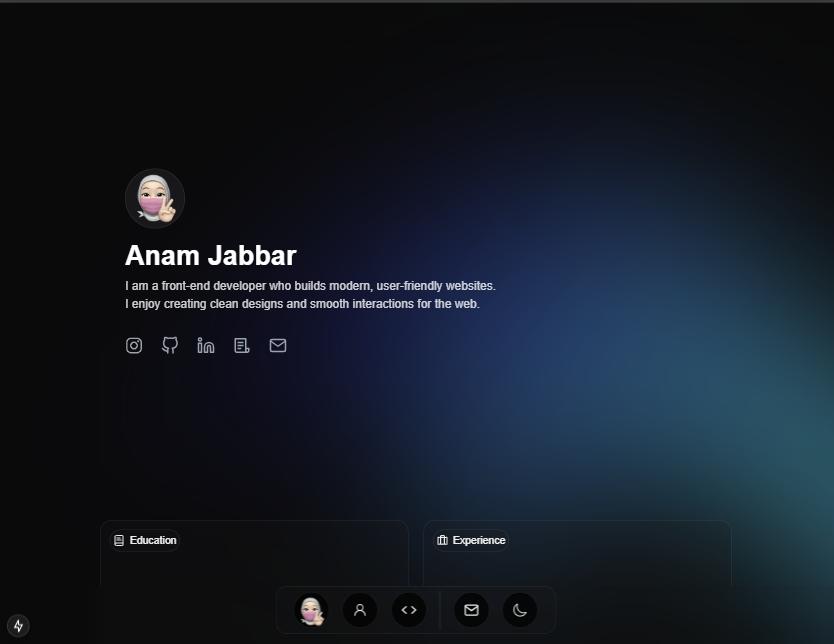 Anam Jabbar
I am a front-end developer who builds modern, user-friendly websites.
I enjoy creating clean designs and smooth interactions for the web.
Education
Experience